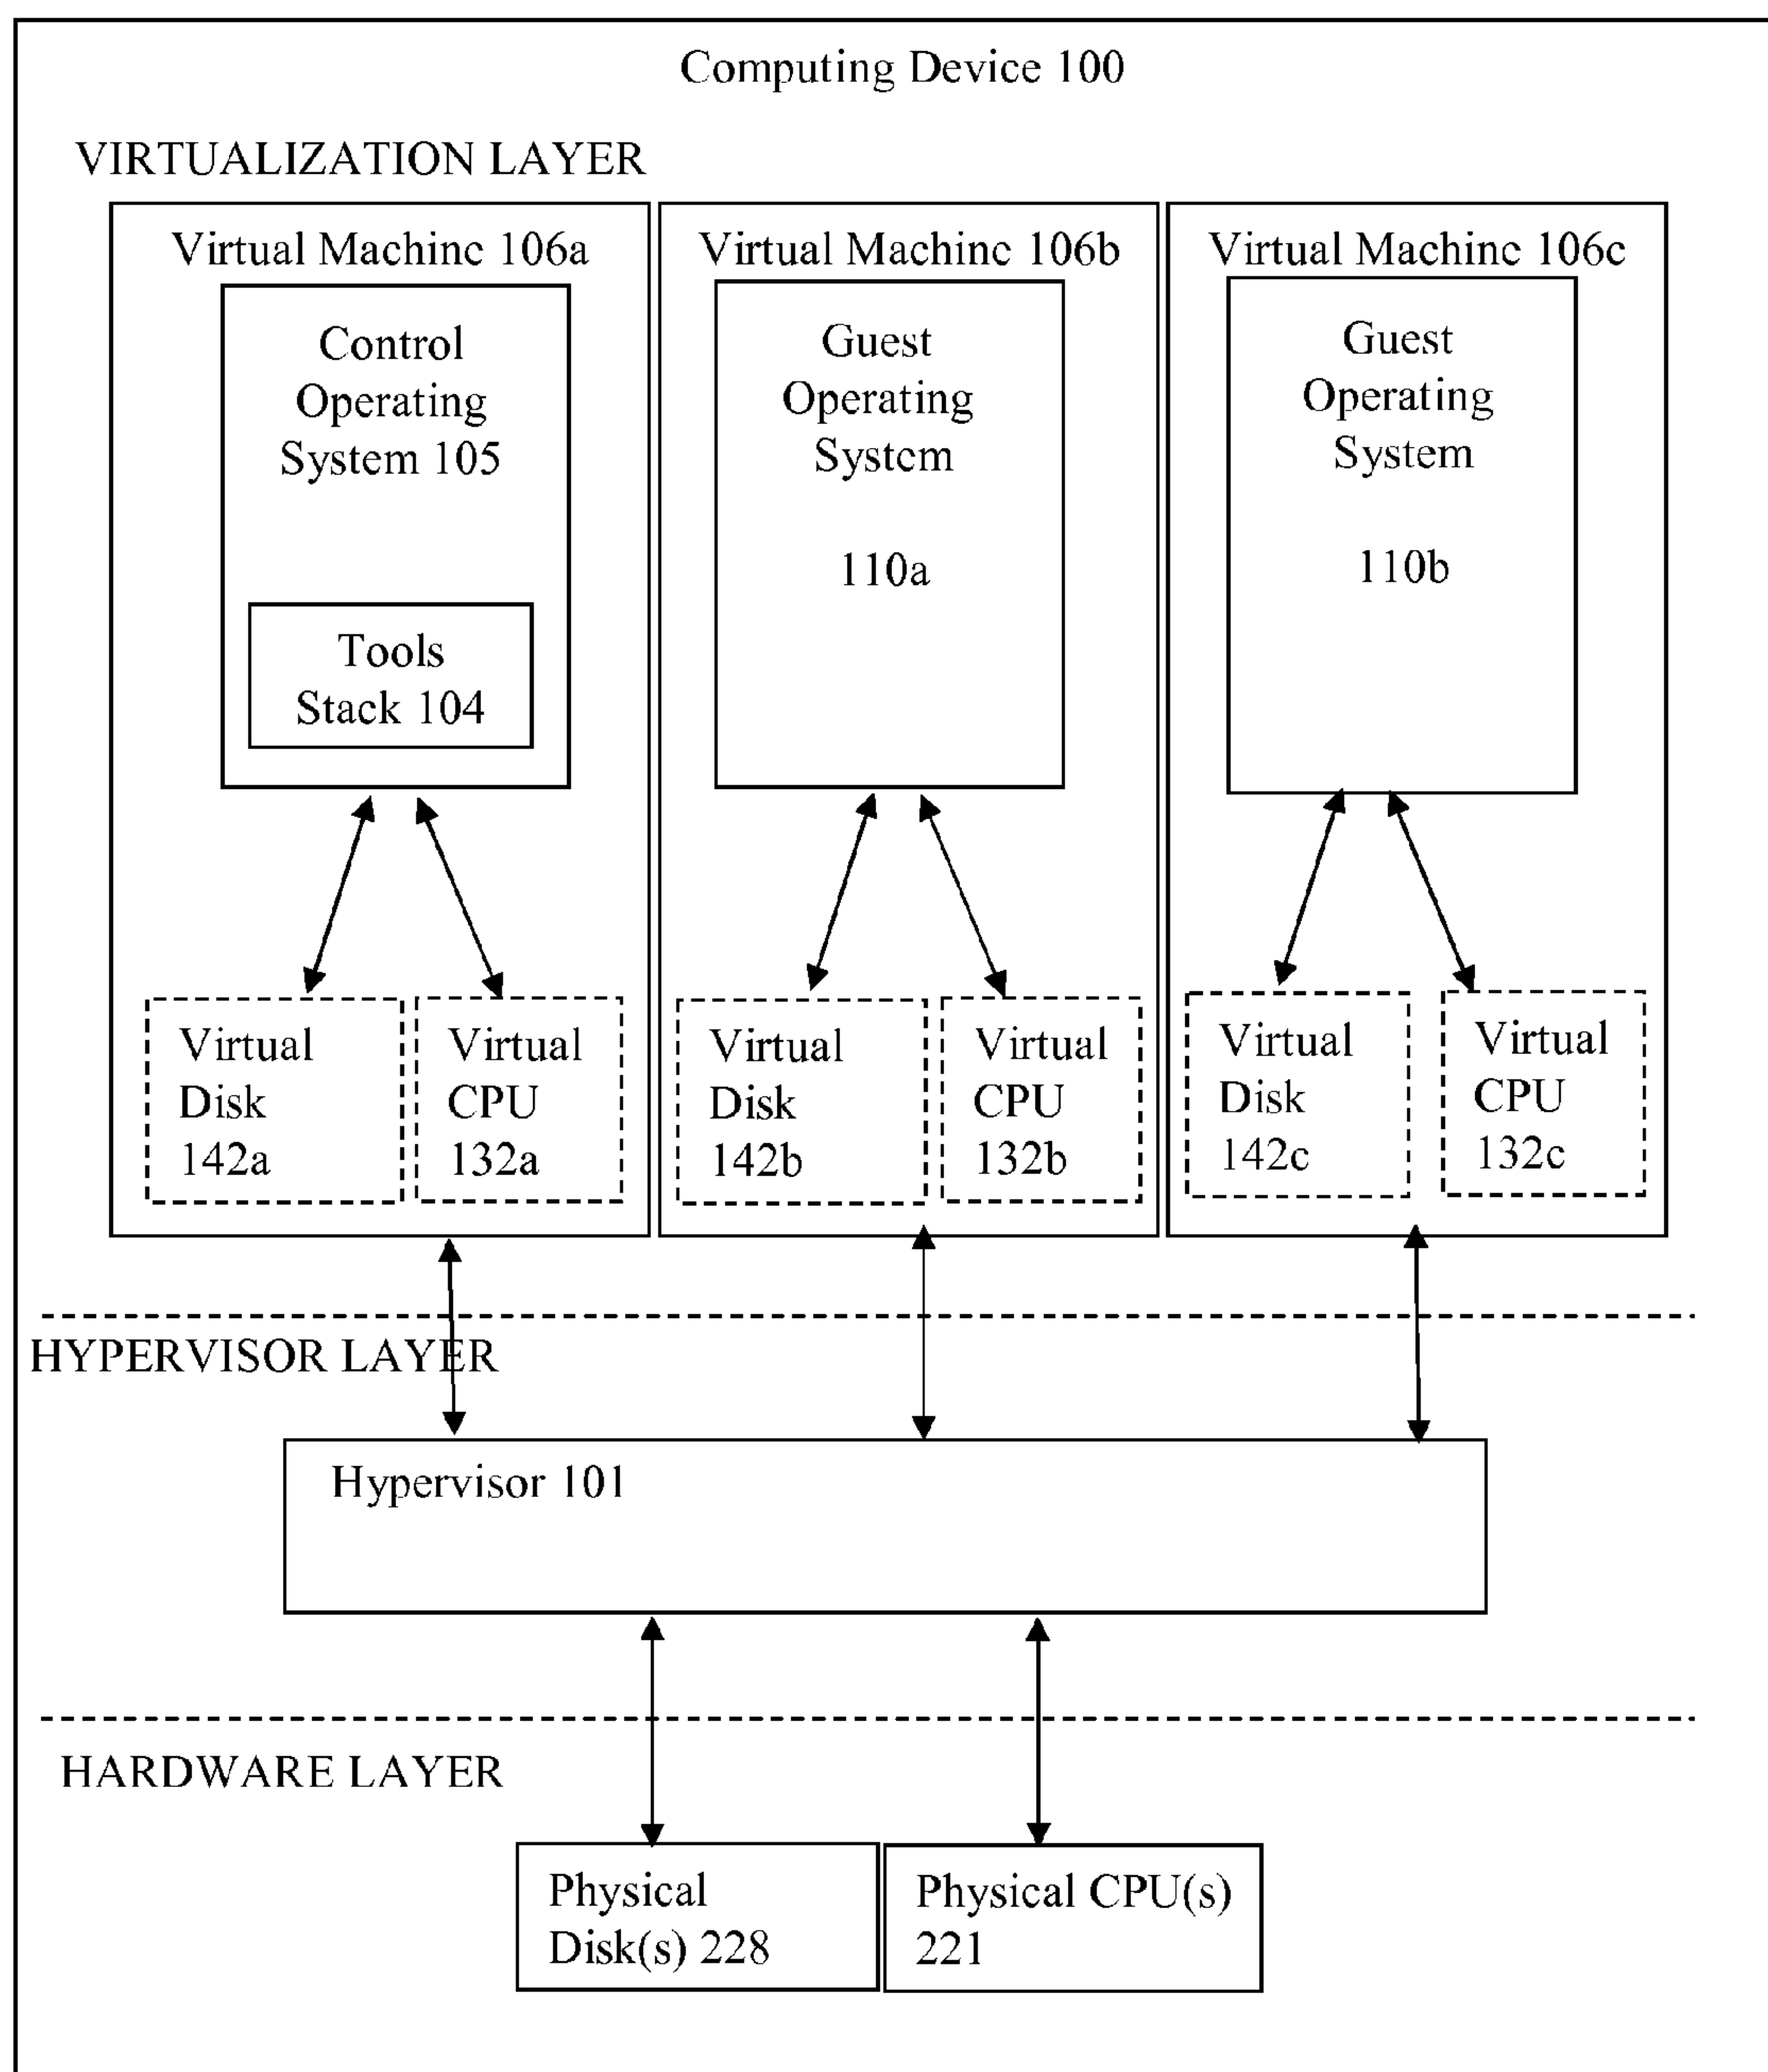 Computing Device 100
VIRTUALIZATION LAYER
Virtual Machine 106a
Control
Operating
System 105
Tools
Stack 104
Virtual
Disk
142a
Virtual
CPU
132a
Virtual Machine 106b
Guest
Operating
System
110a
Virtual
Disk
142b
Virtual
CPU
132b
Virtual Machine 106c
Guest
Operating
System
110b
Virtual
Disk
142c
Virtual
CPU
132c
HYPERVISOR LAYER
Hypervisor 101
HARDWARE LAYER
Physical
Disk(s) 228
Physical CPU(s)
221